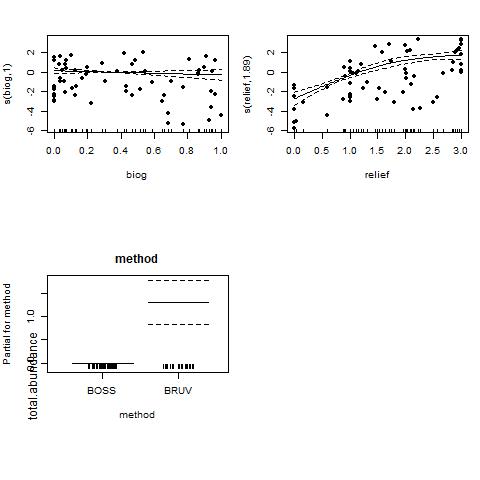 s(biog,1)
2
0
-2
-4
-6
0.0 0.2 0.4 0.6 0.8 1.0
biog
s(relief,1.89)
2
0
-2
-4
-6
0.0 0.5 1.0 1.5 2.0 2.5 3.0
relief
method
Partial for method
total.abundance
1.0
BOSS BRUV
method